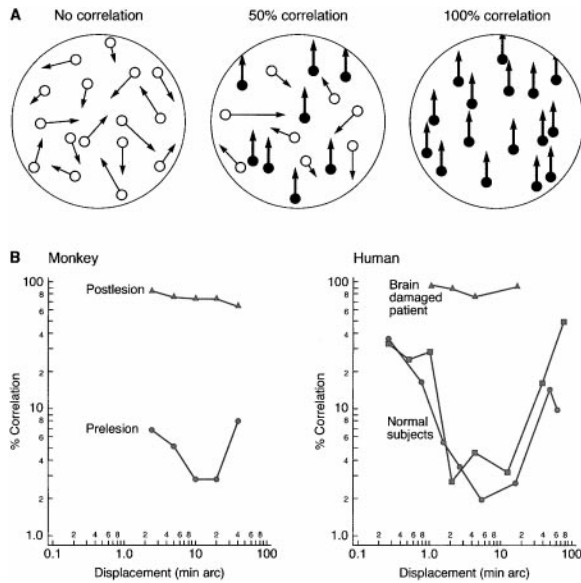 A No correlation 50% correlation 100% correlation
B Monkey Human
100
8
6
4
2
10
8
6
4
2
1.0
% Correlation
Postlesion
Prelesion
2 4 6 8 2 4 6 8 2 4 6 8
0.1 1.0 10 100
Displacement (min arc)
100
8
6
4
2
10
8
6
4
2
1.0
% Correlation
Brain
damaged
patient
Normal
subjects
2 4 6 8 2 4 6 8 2 4 6 8
0.1 1.0 10 100
Displacement (min arc)